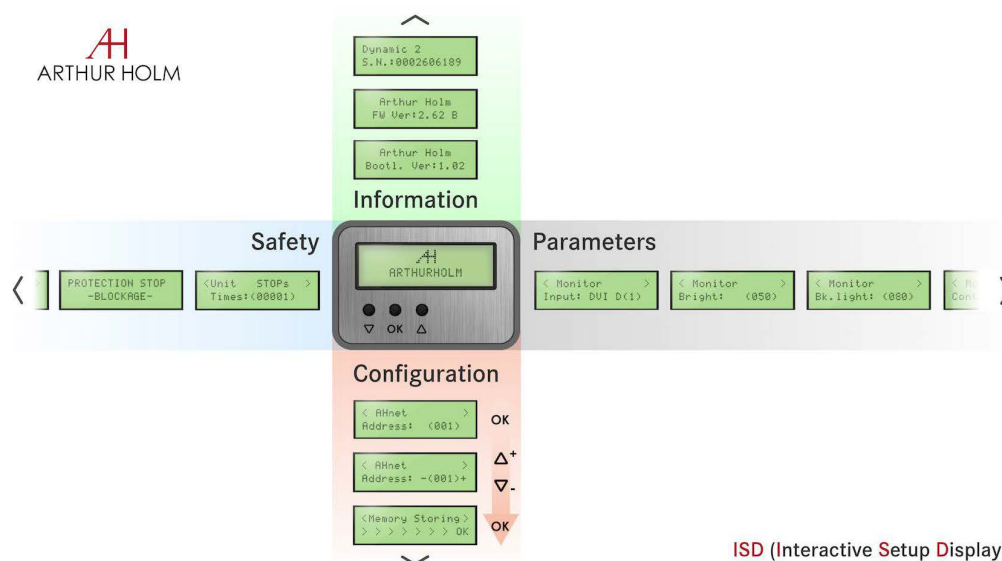 AH
ARTHUR HOLM
Dynamic 2
S.N.:0002606189
Arthur Holm
FW Ver:2.62 B
Arthur Holm
Bootl. Ver:1.02
Information
Safety
Parameters
PROTECTION STOP
-BLOCKAGE-
<Unit STOPs >
Times:(00001)
AH
ARTHURHOLM
▽ OK △
< Monitor >
Input: DVI D(1)
< Monitor >
Bright: (050)
< Monitor >
Bk.light: (080)
Configuration
< AHnet >
Address: (001)
OK
< AHnet >
Address: -(001)+
△+
▽-
<Memory Storing>
> > > > > > > OK
OK
ISD (Interactive Setup Display